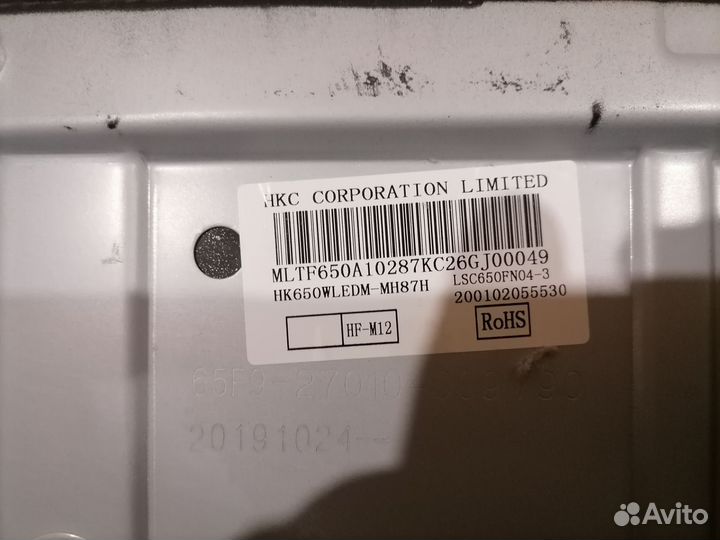 HKC CORPORATION LIMITED
MLTF650A10287KC26GJ00049
HK650WLEDM-MH87H
LSC650FN04-3
200102055530
HF-M12
RoHS
20191024--
Avito